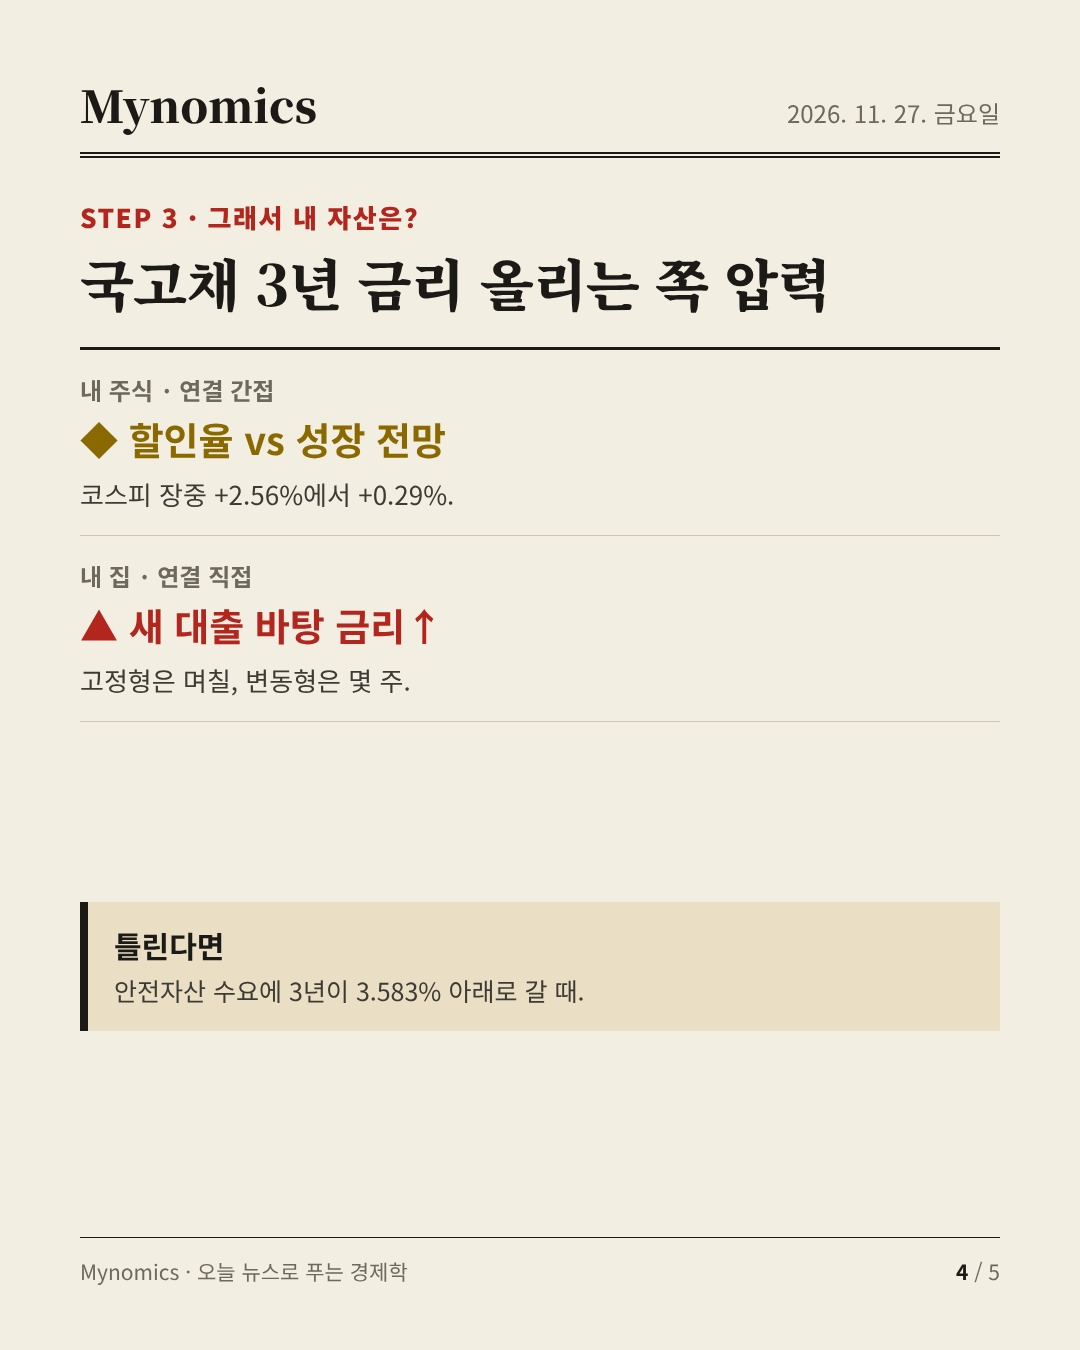 Mynomics
2026. 11. 27. 금요일
STEP 3 · 그래서 내 자산은?
국고채 3년 금리 올리는 쪽 압력
내 주식 · 연결 간접
◆ 할인율 vs 성장 전망
코스피 장중 +2.56%에서 +0.29%.
내 집 · 연결 직접
▲ 새 대출 바탕 금리↑
고정형은 며칠, 변동형은 몇 주.
틀린다면
안전자산 수요에 3년이 3.583% 아래로 갈 때.
Mynomics · 오늘 뉴스로 푸는 경제학
4 / 5